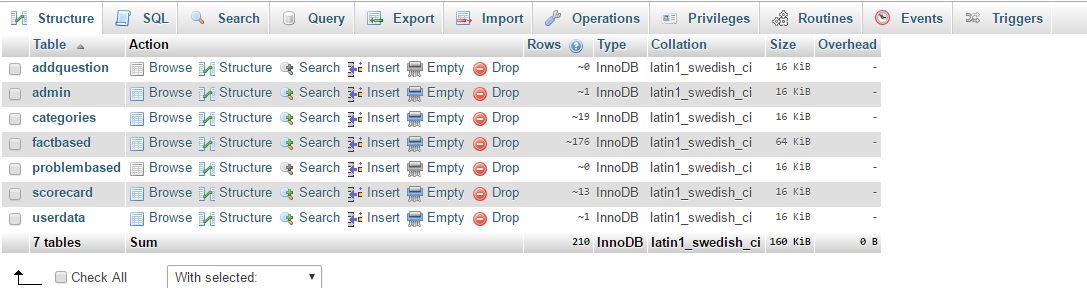 Structure SQL Search Query Export Import Operations Privileges Routines Events Triggers
Table Action Rows Type Collation Size Overhead
addquestion Browse Structure Search Insert Empty Drop ~0 InnoDB latin1_swedish_ci 16 KiB -
admin Browse Structure Search Insert Empty Drop ~1 InnoDB latin1_swedish_ci 16 KiB -
categories Browse Structure Search Insert Empty Drop ~19 InnoDB latin1_swedish_ci 16 KiB -
factbased Browse Structure Search Insert Empty Drop ~176 InnoDB latin1_swedish_ci 64 KiB -
problembased Browse Structure Search Insert Empty Drop ~0 InnoDB latin1_swedish_ci 16 KiB -
scorecard Browse Structure Search Insert Empty Drop ~13 InnoDB latin1_swedish_ci 16 KiB -
userdata Browse Structure Search Insert Empty Drop ~1 InnoDB latin1_swedish_ci 16 KiB -
7 tables Sum 210 InnoDB latin1_swedish_ci 160 KiB 0 B
Check All With selected: